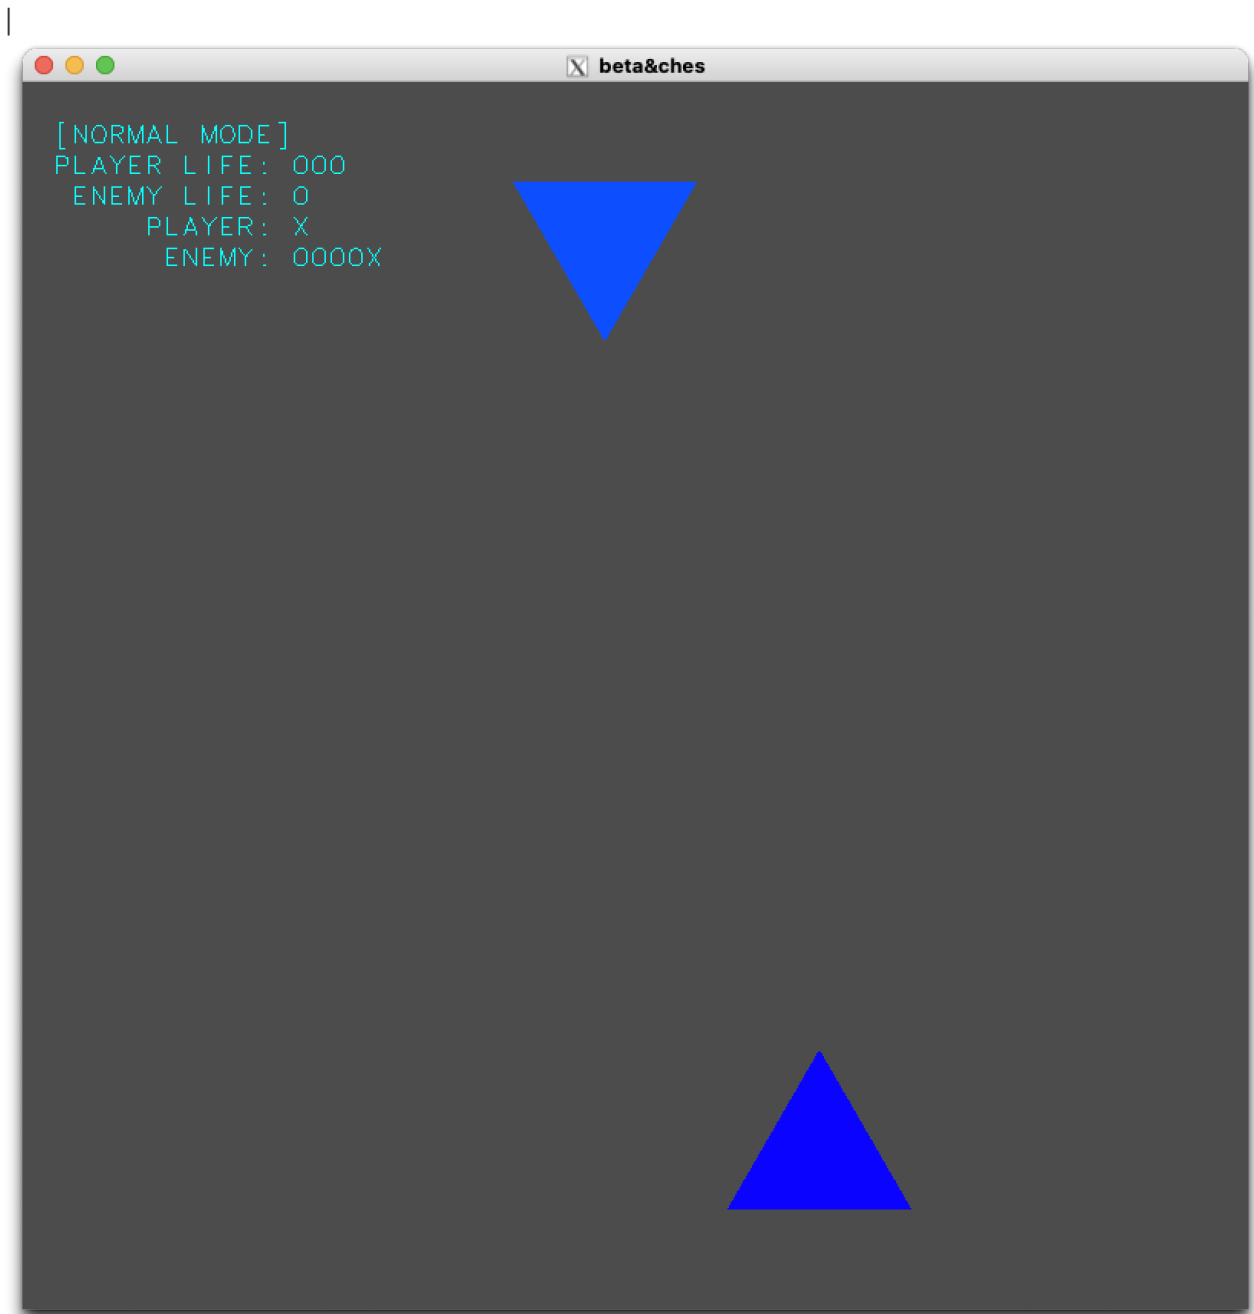 beta&ches
[NORMAL MODE]
PLAYER LIFE: OOO
ENEMY LIFE: O
PLAYER: X
ENEMY: OOOOX